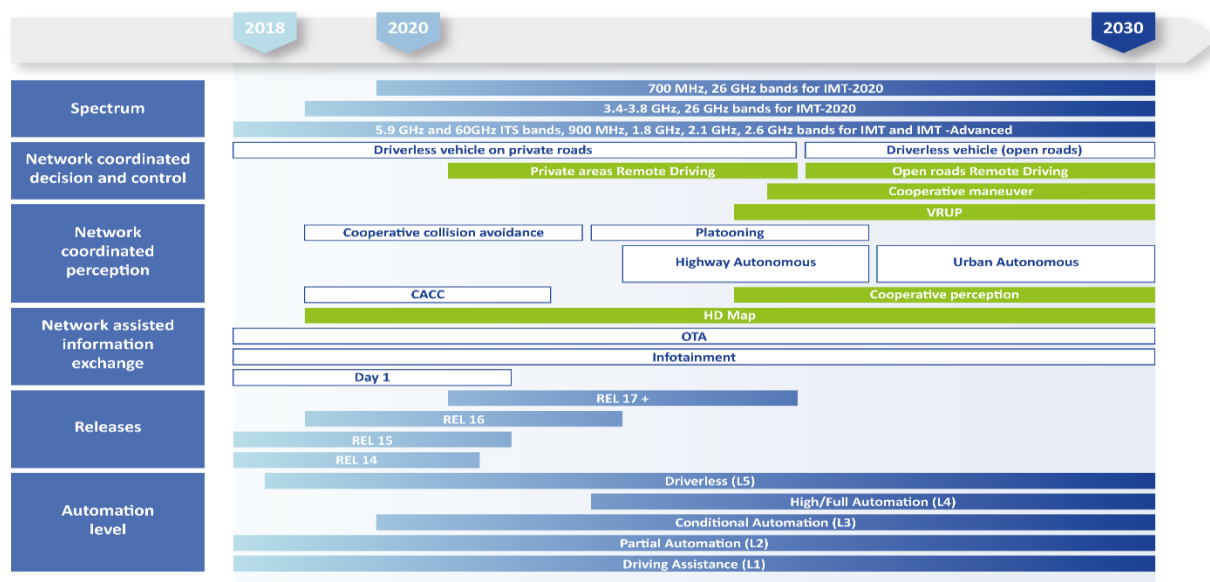 2018
2020
2030
Spectrum
700 MHz, 26 GHz bands for IMT-2020
3.4-3.8 GHz, 26 GHz bands for IMT-2020
5.9 GHz and 60GHz ITS bands, 900 MHz, 1.8 GHz, 2.1 GHz, 2.6 GHz bands for IMT and IMT -Advanced
Network coordinated
decision and control
Driverless vehicle on private roads
Driverless vehicle (open roads)
Private areas Remote Driving
Open roads Remote Driving
Cooperative maneuver
Network
coordinated
perception
VRUP
Cooperative collision avoidance
Platooning
Highway Autonomous
Urban Autonomous
CACC
Cooperative perception
Network assisted
information
exchange
HD Map
OTA
Infotainment
Day 1
Releases
REL 17 +
REL 16
REL 15
REL 14
Automation
level
Driverless (L5)
High/Full Automation (L4)
Conditional Automation (L3)
Partial Automation (L2)
Driving Assistance (L1)